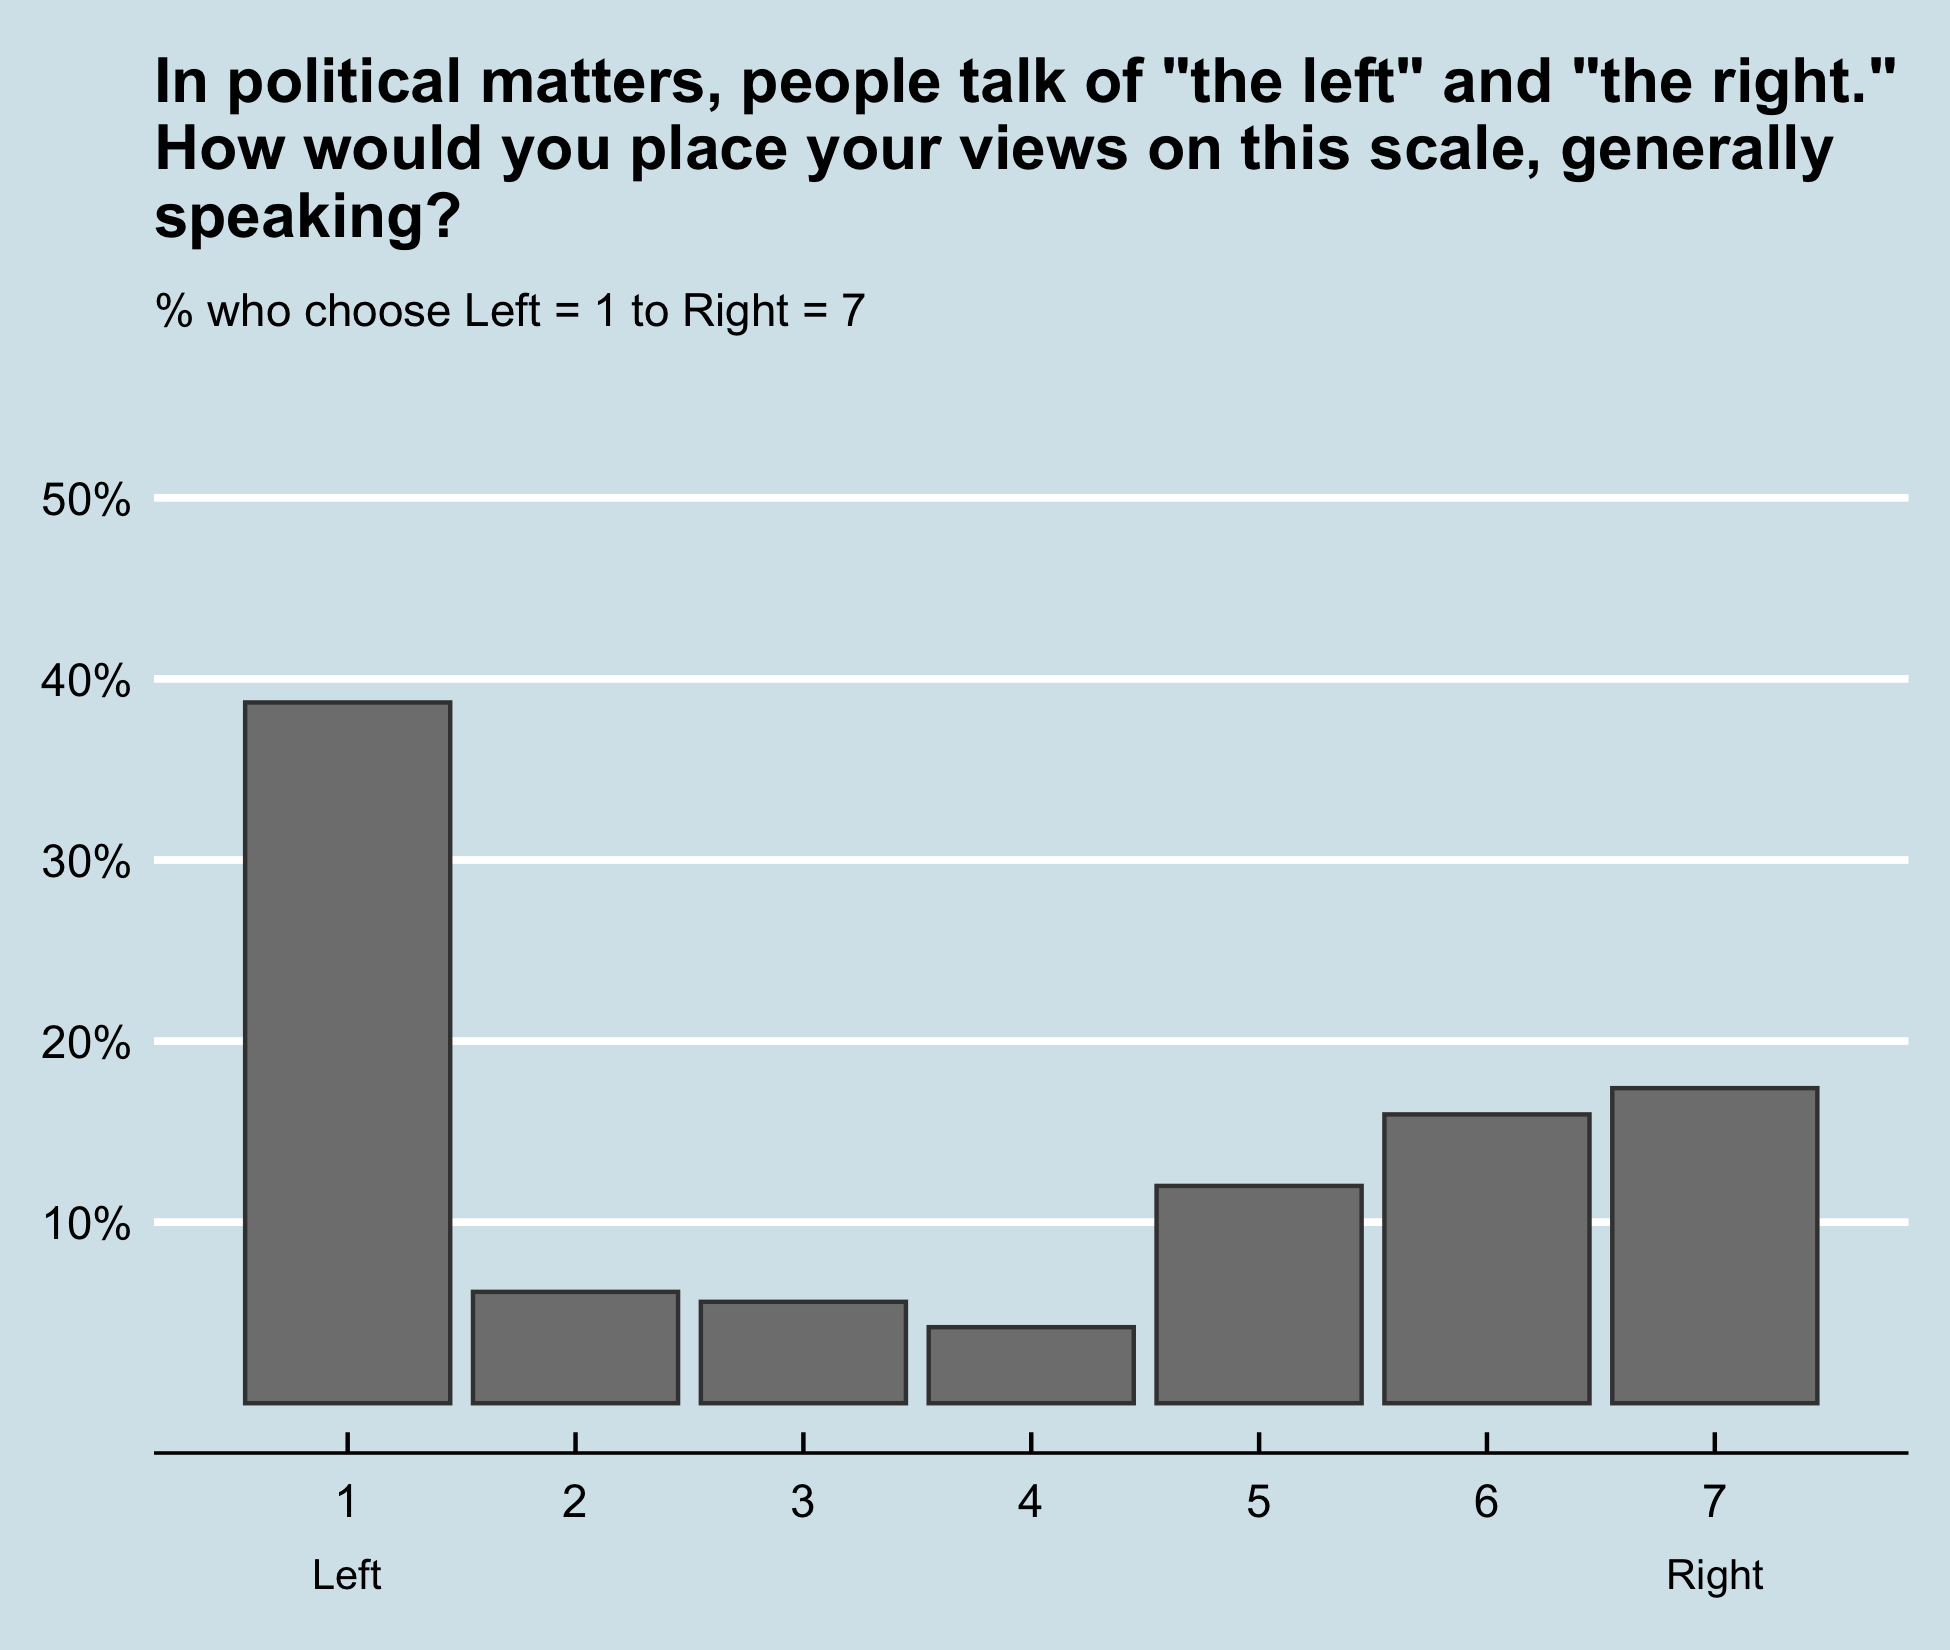 In political matters, people talk of "the left" and "the right."
How would you place your views on this scale, generally
speaking?
% who choose Left = 1 to Right = 7
50%
40%
30%
20%
10%
1 2 3 4 5 6 7
Left Right